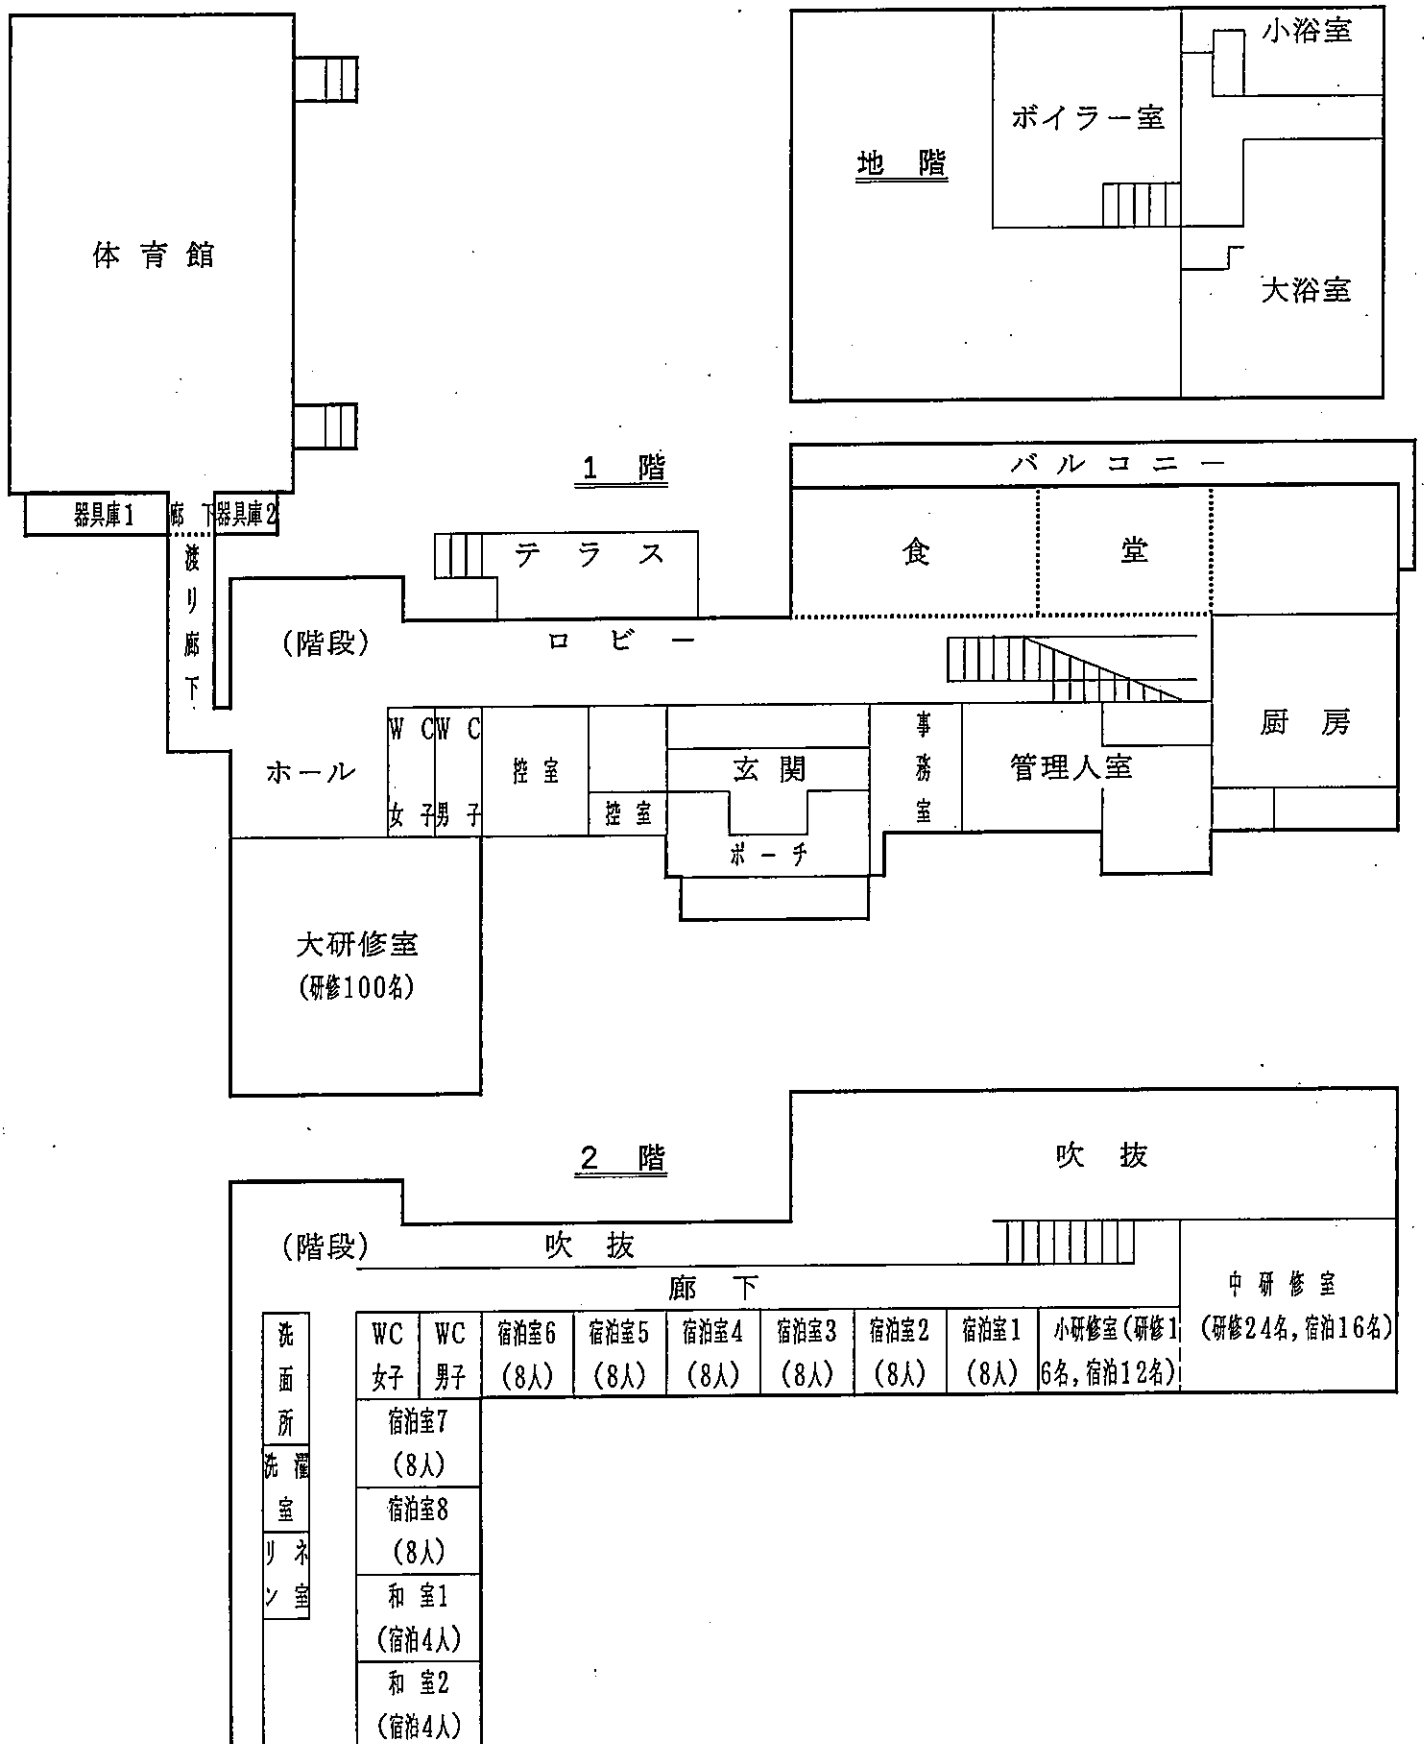 小浴室
ボイラー室
地 階
大浴室
体 育 館
器具庫1
廊 下
器具庫2
渡り廊下
1 階
バ ル コ ニ ー
テ ラ ス
食 堂
(階段)
ロ ビ ー
ホール
W C 女 子
W C 男 子
控 室
控 室
玄 関
ポ ー チ
事務室
管理人室
厨 房
大研修室
(研修100名)
2 階
吹 抜
(階段)
吹 抜
廊 下
中 研 修 室
(研修24名,宿泊16名)
洗面所
WC
女子
WC
男子
宿泊室6
(8人)
宿泊室5
(8人)
宿泊室4
(8人)
宿泊室3
(8人)
宿泊室2
(8人)
宿泊室1
(8人)
小研修室(研修1
6名,宿泊12名)
宿泊室7
(8人)
洗 濯
室
宿泊室8
(8人)
リ ネ
ン 室
和 室1
(宿泊4人)
和 室2
(宿泊4人)